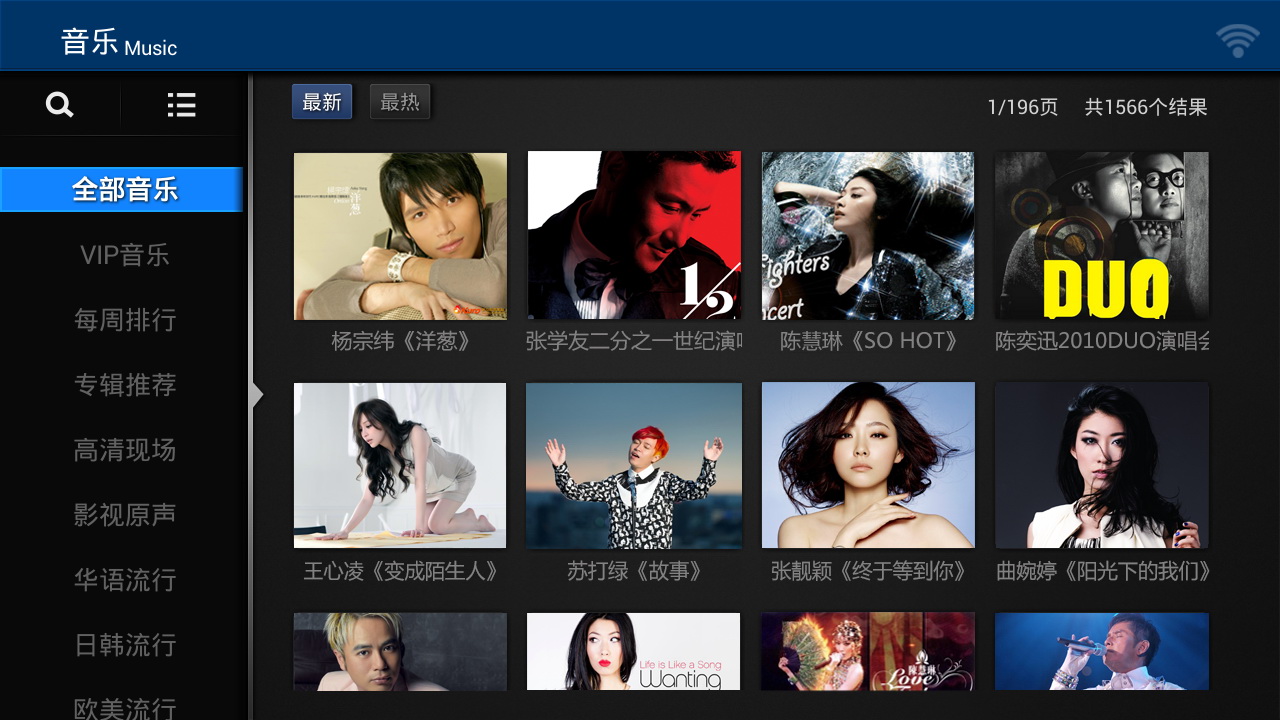 音乐 Music
最新
最热
1/196页
共1566个结果
全部音乐
VIP音乐
每周排行
专辑推荐
高清现场
影视原声
华语流行
日韩流行
欧美流行
洋葱
1/2
fighters
cert
DUO
杨宗纬《洋葱》
张学友二分之一世纪演唱
陈慧琳《SO HOT》
陈奕迅2010DUO演唱会
王心凌《变成陌生人》
苏打绿《故事》
张靓颖《终于等到你》
曲婉婷《阳光下的我们》
Life is Like a Song
Wanting
陈慧琳
Love